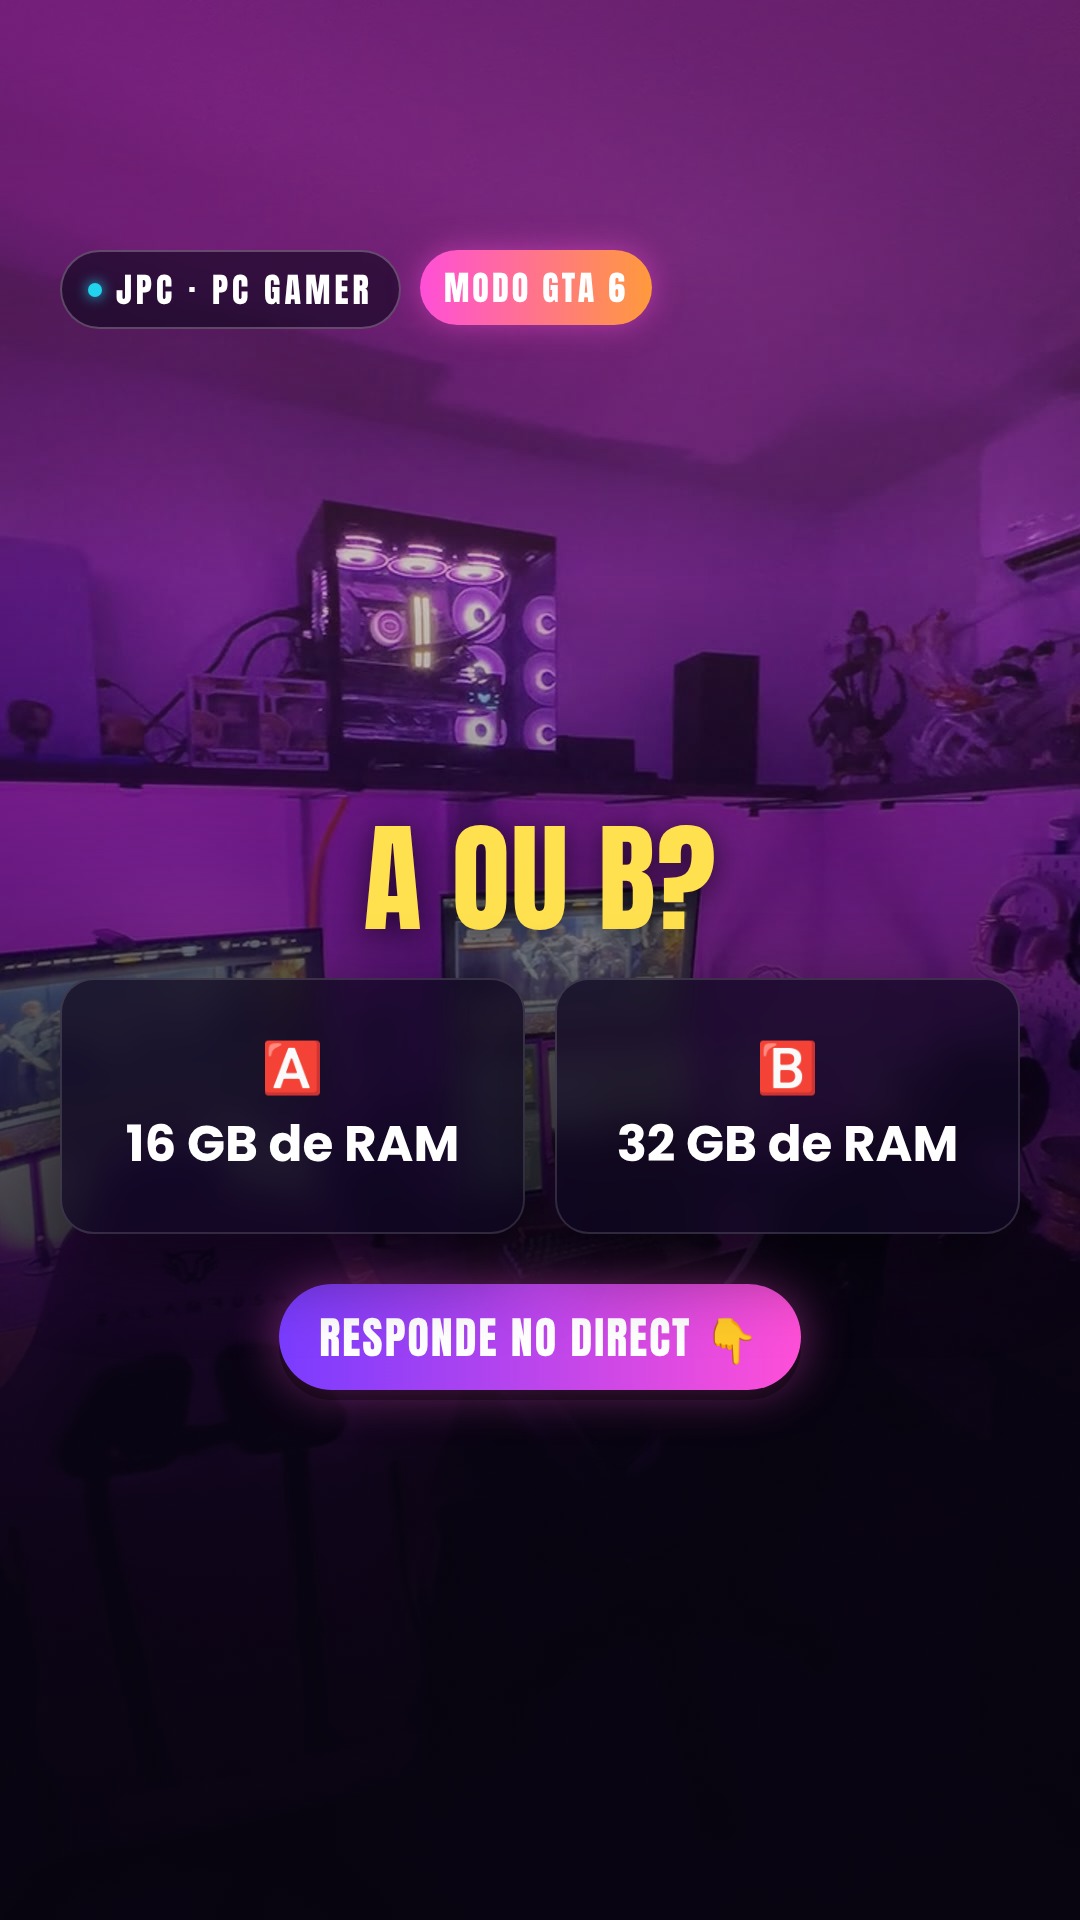 JPC · PC GAMER
MODO GTA 6
A OU B?
🅰️
16 GB de RAM
🅱️
32 GB de RAM
RESPONDE NO DIRECT 👇